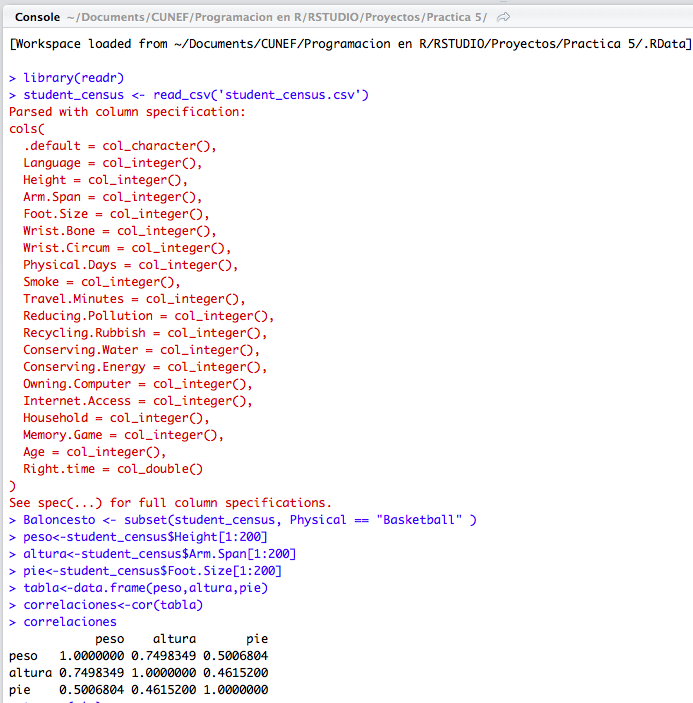 Console ~/Documents/CUNEF/Programacion en R/RSTUDIO/Proyectos/Practica 5/
[Workspace loaded from ~/Documents/CUNEF/Programacion en R/RSTUDIO/Proyectos/Practica 5/.RData]
> library(readr)
> student_census <- read_csv('student_census.csv')
Parsed with column specification:
cols(
  .default = col_character(),
  Language = col_integer(),
  Height = col_integer(),
  Arm.Span = col_integer(),
  Foot.Size = col_integer(),
  Wrist.Bone = col_integer(),
  Wrist.Circum = col_integer(),
  Physical.Days = col_integer(),
  Smoke = col_integer(),
  Travel.Minutes = col_integer(),
  Reducing.Pollution = col_integer(),
  Recycling.Rubbish = col_integer(),
  Conserving.Water = col_integer(),
  Conserving.Energy = col_integer(),
  Owning.Computer = col_integer(),
  Internet.Access = col_integer(),
  Household = col_integer(),
  Memory.Game = col_integer(),
  Age = col_integer(),
  Right.time = col_double()
)
See spec(...) for full column specifications.
> Baloncesto <- subset(student_census, Physical == "Basketball" )
> peso<-student_census$Height[1:200]
> altura<-student_census$Arm.Span[1:200]
> pie<-student_census$Foot.Size[1:200]
> tabla<-data.frame(peso,altura,pie)
> correlaciones<-cor(tabla)
> correlaciones
            peso    altura       pie
peso   1.0000000 0.7498349 0.5006804
altura 0.7498349 1.0000000 0.4615200
pie    0.5006804 0.4615200 1.0000000